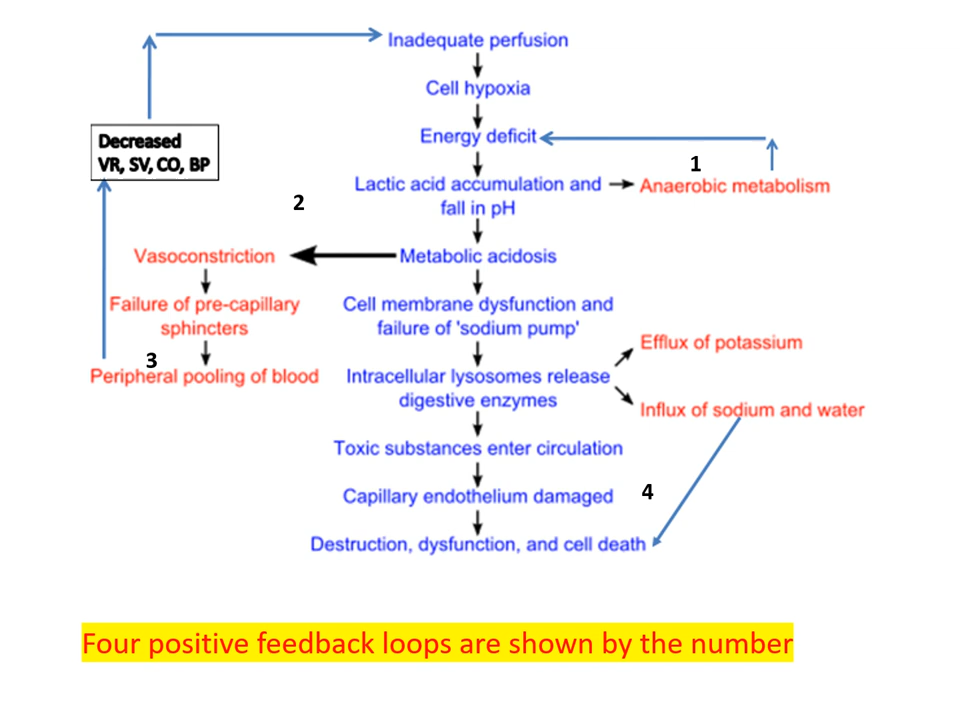 Inadequate perfusion
Cell hypoxia
Decreased
VR, SV, CO, BP
Energy deficit
1
Lactic acid accumulation and
fall in pH
Anaerobic metabolism
2
Vasoconstriction
Metabolic acidosis
Failure of pre-capillary
sphincters
Cell membrane dysfunction and
failure of 'sodium pump'
Efflux of potassium
3
Peripheral pooling of blood
Intracellular lysosomes release
digestive enzymes
Influx of sodium and water
Toxic substances enter circulation
Capillary endothelium damaged
4
Destruction, dysfunction, and cell death
Four positive feedback loops are shown by the number